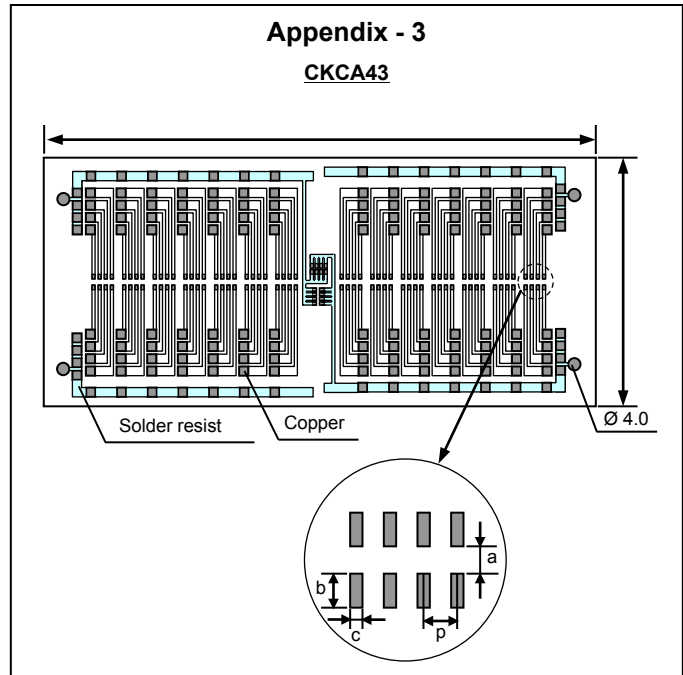 Appendix - 3
CKCA43
Solder resist
Copper
Ø 4.0
a
b
c
p